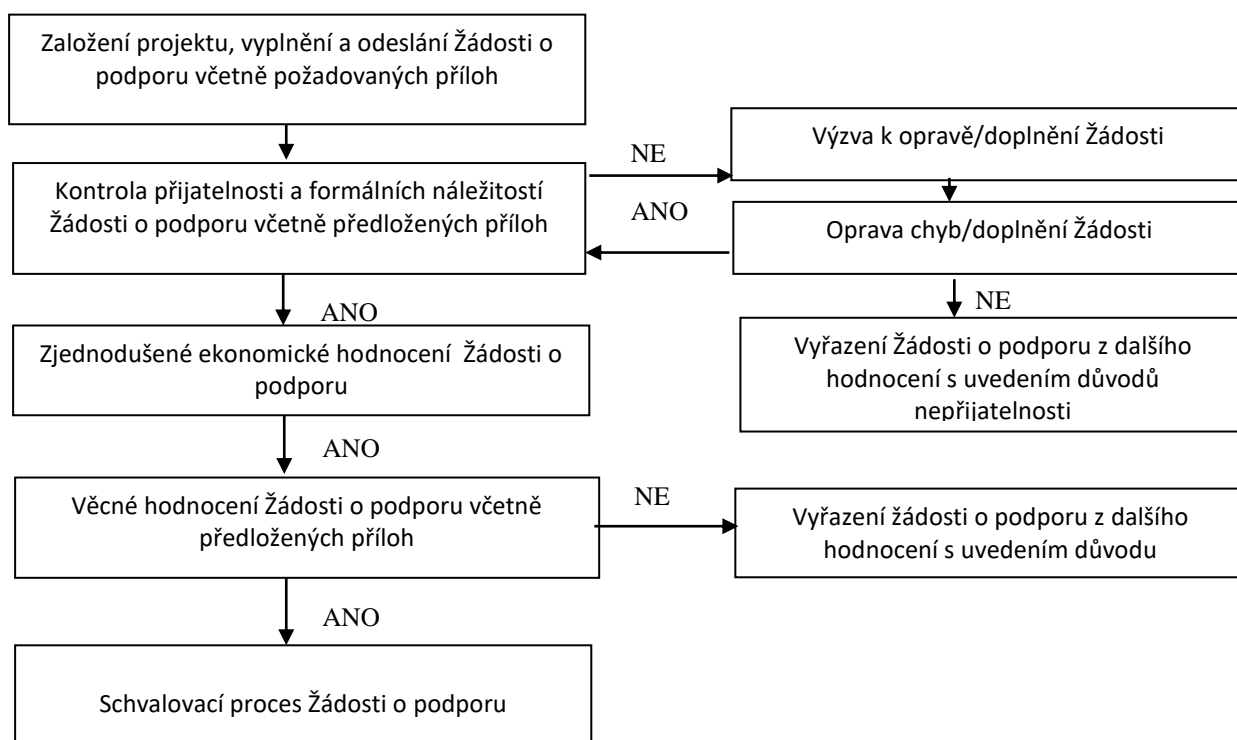 Založení projektu, vyplnění a odeslání Žádosti o
podporu včetně požadovaných příloh
NE
Výzva k opravě/doplnění Žádosti
Kontrola přijatelnosti a formálních náležitostí
Žádosti o podporu včetně předložených příloh
ANO
Oprava chyb/doplnění Žádosti
ANO
NE
Zjednodušené ekonomické hodnocení Žádosti o
podporu
Vyřazení Žádosti o podporu z dalšího
hodnocení s uvedením důvodů
nepřijatelnosti
ANO
Věcné hodnocení Žádosti o podporu včetně
předložených příloh
NE
Vyřazení žádosti o podporu z dalšího
hodnocení s uvedením důvodu
ANO
Schvalovací proces Žádosti o podporu